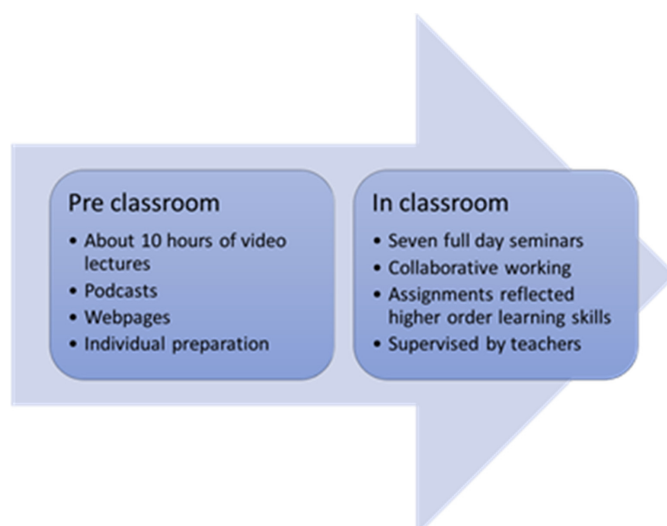 Pre classroom
• About 10 hours of video
lectures
• Podcasts
• Webpages
• Individual preparation
In classroom
• Seven full day seminars
• Collaborative working
• Assignments reflected
higher order learning skills
• Supervised by teachers